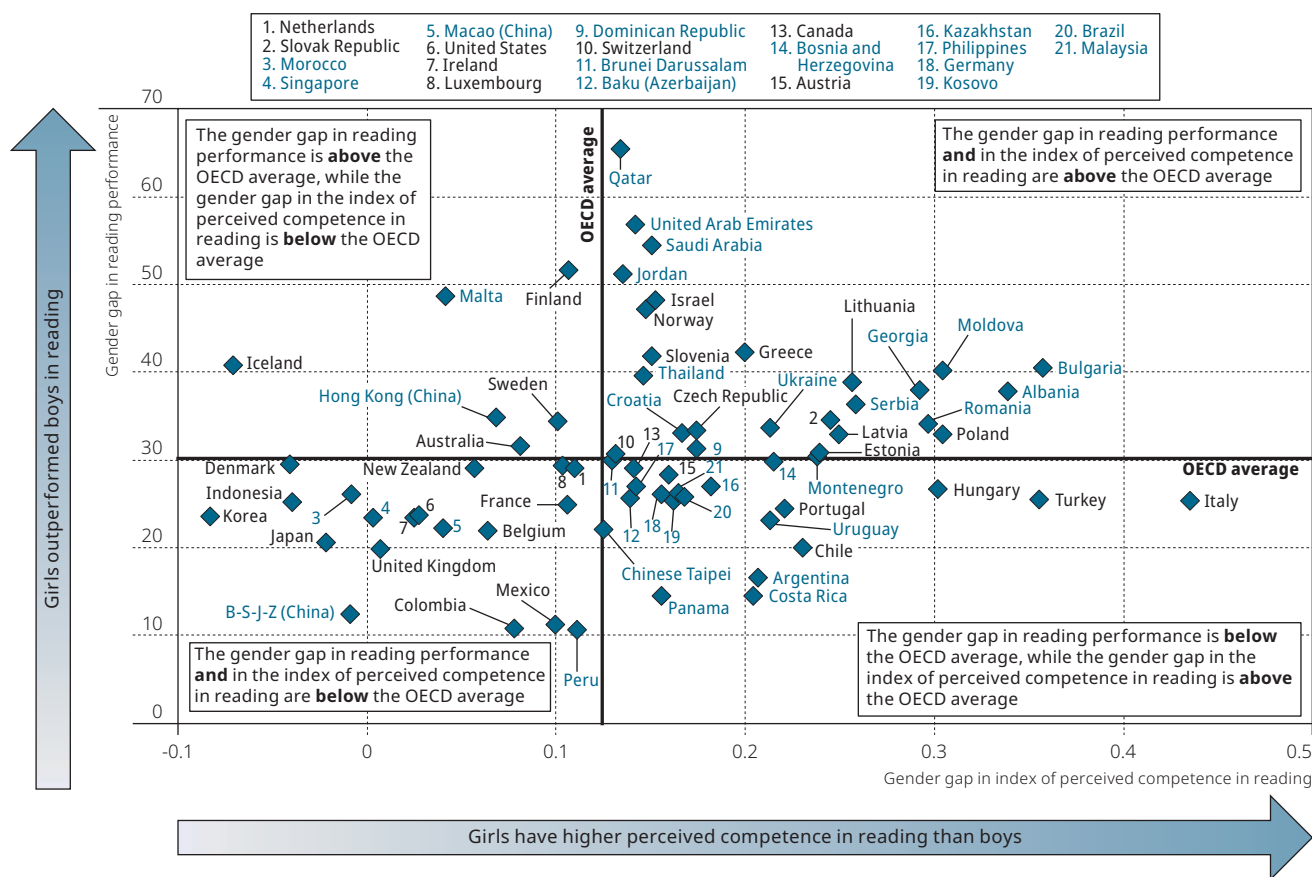 1. Netherlands
2. Slovak Republic
3. Morocco
4. Singapore
5. Macao (China)
6. United States
7. Ireland
8. Luxembourg
9. Dominican Republic
10. Switzerland
11. Brunei Darussalam
12. Baku (Azerbaijan)
13. Canada
14. Bosnia and
Herzegovina
15. Austria
16. Kazakhstan
17. Philippines
18. Germany
19. Kosovo
20. Brazil
21. Malaysia
Girls outperformed boys in reading
Gender gap in reading performance
70
60
50
40
30
20
10
0
The gender gap in reading
performance is above the
OECD average, while the
gender gap in the index of
perceived competence in
reading is below the OECD
average
OECD average
The gender gap in reading performance
and in the index of perceived competence
in reading are above the OECD average
Qatar
United Arab Emirates
Saudi Arabia
Jordan
Finland
Malta
Israel
Norway
Lithuania
Georgia
Moldova
Iceland
Slovenia
Greece
Thailand
Bulgaria
Sweden
Hong Kong (China)
Ukraine
Albania
Czech Republic
Croatia
Serbia
Romania
2
Latvia
Poland
Australia
10
13
17
9
Estonia
OECD average
Denmark
New Zealand
8
1
11
15
21
14
Montenegro
16
Indonesia
Korea
3
4
7
6
5
France
Belgium
12
18
19
20
Portugal
Uruguay
Hungary
Turkey
Italy
Japan
United Kingdom
Chinese Taipei
Chile
Argentina
Costa Rica
Panama
B-S-J-Z (China)
Colombia
Mexico
Peru
The gender gap in reading performance
and in the index of perceived competence
in reading are below the OECD average
The gender gap in reading performance is below
the OECD average, while the gender gap in the
index of perceived competence in reading is above
the OECD average
-0.1
0
0.1
0.2
0.3
0.4
0.5
Gender gap in index of perceived competence in reading
Girls have higher perceived competence in reading than boys